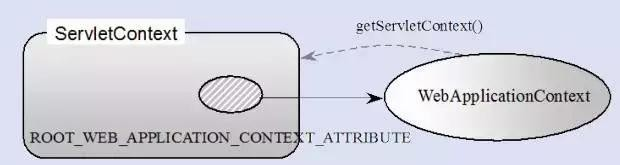 ServletContext
getServletContext()
WebApplicationContext
ROOT_WEB_APPLICATION_CONTEXT_ATTRIBUTE